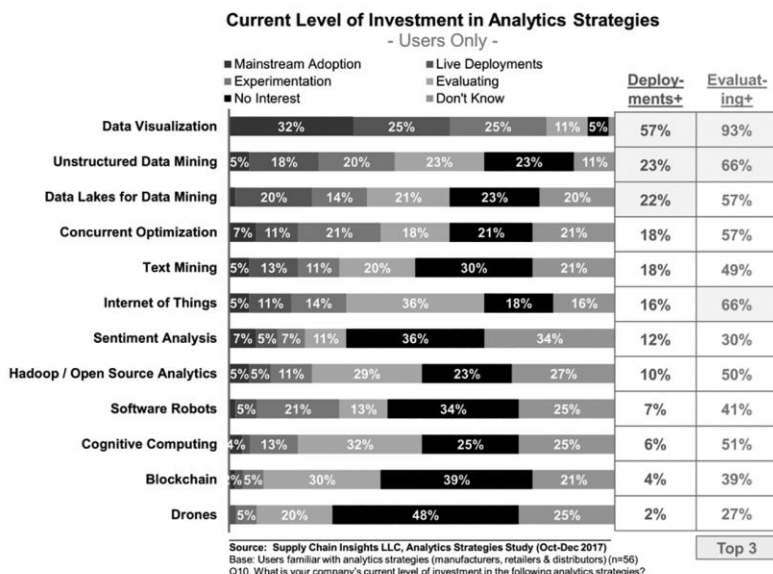 Current Level of Investment in Analytics Strategies
- Users Only -
Mainstream Adoption Live Deployments
Experimentation Evaluating
No Interest Don't Know
Deploy-
ments+
Evaluat-
ing+
Data Visualization 32% 25% 25% 11% 5% 57% 93%
Unstructured Data Mining 5% 18% 20% 23% 23% 11% 23% 66%
Data Lakes for Data Mining 20% 14% 21% 23% 20% 22% 57%
Concurrent Optimization 7% 11% 21% 18% 21% 21% 18% 57%
Text Mining 5% 13% 11% 20% 30% 21% 18% 49%
Internet of Things 5% 11% 14% 36% 18% 16% 16% 66%
Sentiment Analysis 7% 5% 7% 11% 36% 34% 12% 30%
Hadoop / Open Source Analytics 5% 5% 11% 29% 23% 27% 10% 50%
Software Robots 5% 21% 13% 34% 25% 7% 41%
Cognitive Computing 4% 13% 32% 25% 25% 6% 51%
Blockchain 2% 5% 30% 39% 21% 4% 39%
Drones 5% 20% 48% 25% 2% 27%
Top 3
Source: Supply Chain Insights LLC, Analytics Strategies Study (Oct-Dec 2017)
Base: Users familiar with analytics strategies (manufacturers, retailers & distributors) (n=56)
Q10. What is your company's current level of investment in the following analytics strategies?